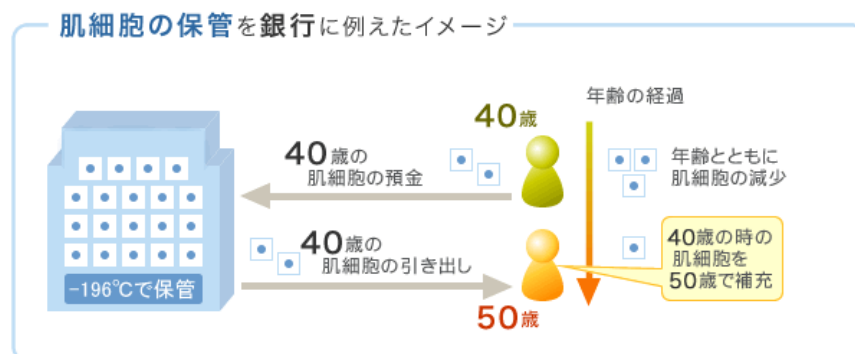 肌細胞の保管を銀行に例えたイメージ
年齢の経過
40歳
40歳の
肌細胞の預金
年齢とともに
肌細胞の減少
40歳の
肌細胞の引き出し
40歳の時の
肌細胞を
50歳で補充
-196℃で保管
50歳